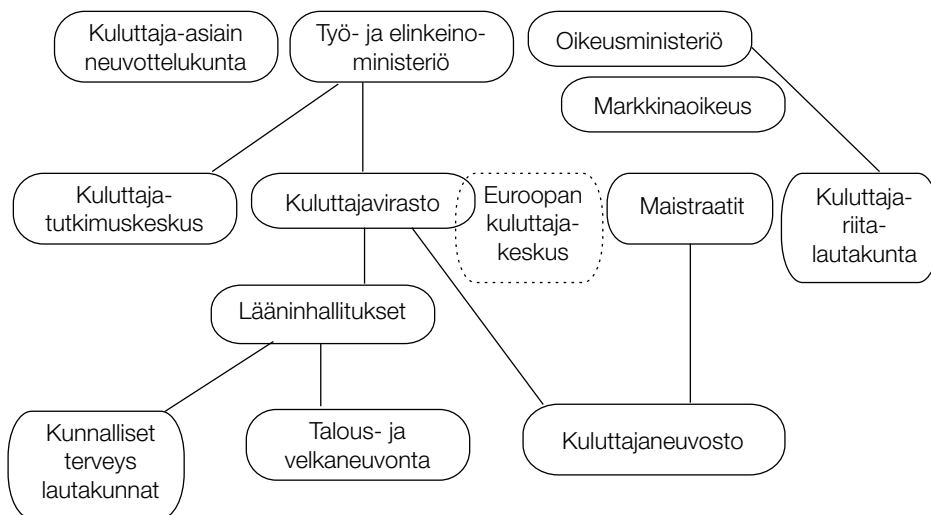 Kuluttaja-asiain
neuvottelukunta
Työ- ja elinkeino-
ministeriö
Oikeusministeriö
Markkinaoikeus
Kuluttaja-
tutkimuskeskus
Kuluttajavirasto
Euroopan
kuluttaja-
keskus
Maistraatit
Kuluttaja-
riita-
lautakunta
Lääninhallitukset
Kunnalliset
terveys
lautakunnat
Talous- ja
velkaneuvonta
Kuluttajaneuvosto